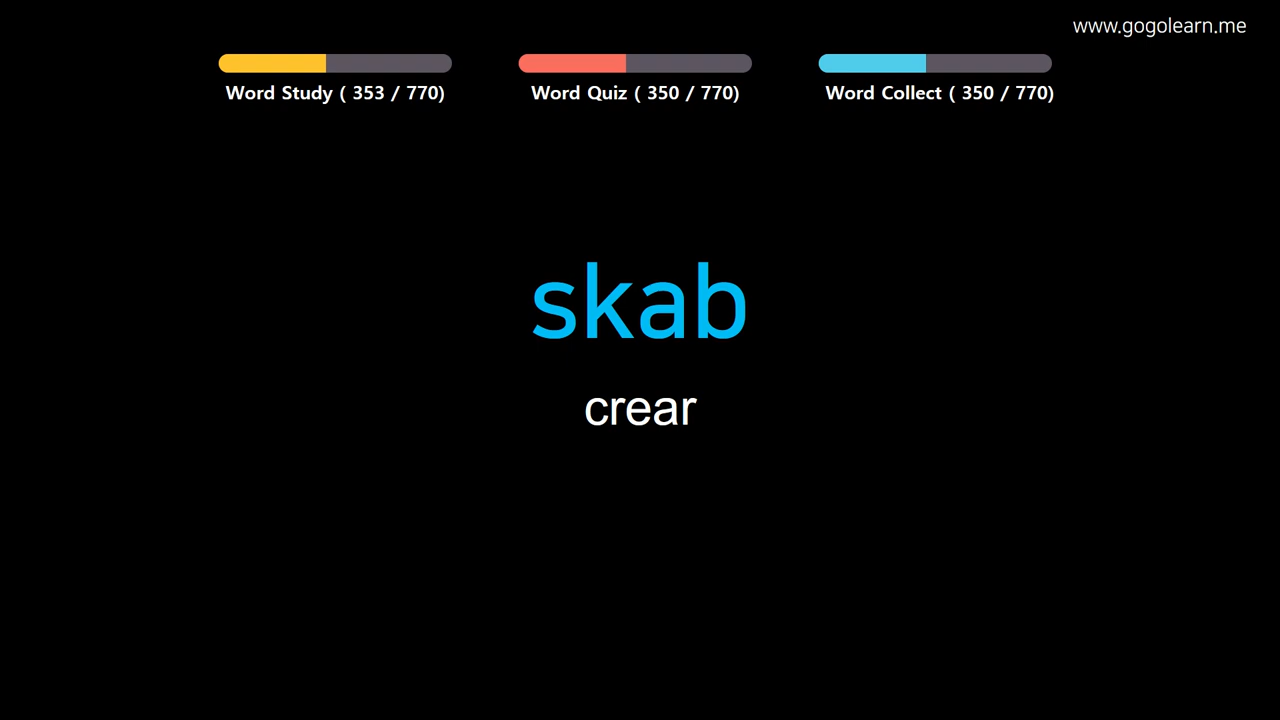 www.gogolearn.me
Word Study ( 353 / 770)
Word Quiz ( 350 / 770)
Word Collect ( 350 / 770)
skab
crear